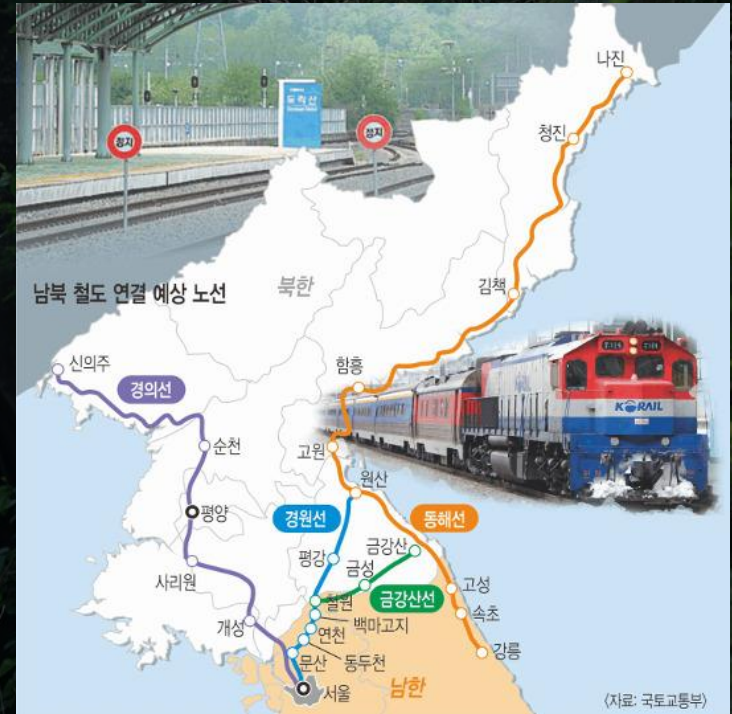 도라산
정지
정지
남북 철도 연결 예상 노선
북한
나진
청진
김책
함흥
신의주
경의선
순천
고원
평양
원산
경원선
동해선
평강
금강산
금성
금강산선
사리원
고성
철원
속초
개성
백마고지
연천
강릉
문산
동두천
서울
남한
KORAIL
〈자료: 국토교통부〉